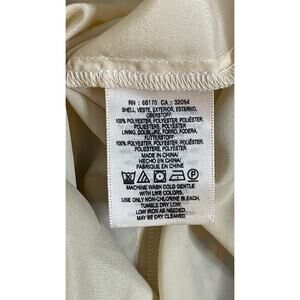 RN : 66170 CA : 32054
SHELL, VESTE, EXTERIOR, ESTERNO,
OBERSTOFF:
100% POLYESTER, POLYESTER, POLIÉSTER,
POLIESTERE, POLYESTER
LINING, DOUBLURE, FORRO, FODERA,
FUTTERSTOFF:
100% POLYESTER, POLYESTER, POLIÉSTER,
POLIESTERE, POLYESTER
MADE IN CHINA/
HECHO EN CHINA/
FABRIQUE EN CHINE
MACHINE WASH COLD GENTLE
WITH LIKE COLORS.
USE ONLY NON-CHLORINE BLEACH.
TUMBLE DRY LOW.
LOW IRON AS NEEDED.
MAY BE DRY CLEANED